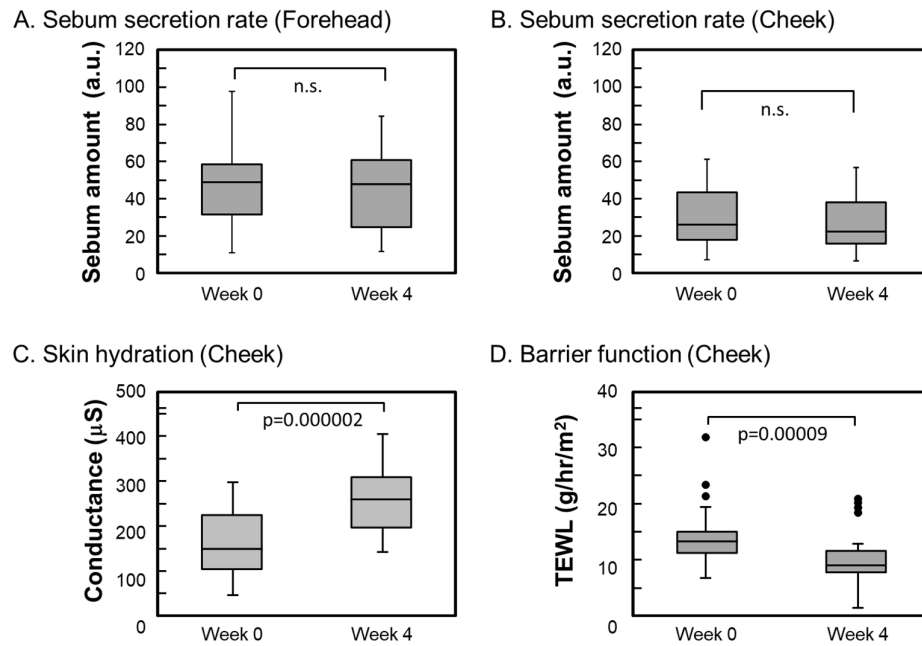 A. Sebum secretion rate (Forehead)
Sebum amount (a.u.)
120
100
80
60
40
20
0
n.s.
Week 0
Week 4
B. Sebum secretion rate (Cheek)
Sebum amount (a.u.)
120
100
80
60
40
20
0
n.s.
Week 0
Week 4
C. Skin hydration (Cheek)
Conductance (μS)
500
400
300
200
100
0
p=0.000002
Week 0
Week 4
D. Barrier function (Cheek)
TEWL (g/hr/m²)
40
30
20
10
0
p=0.00009
Week 0
Week 4